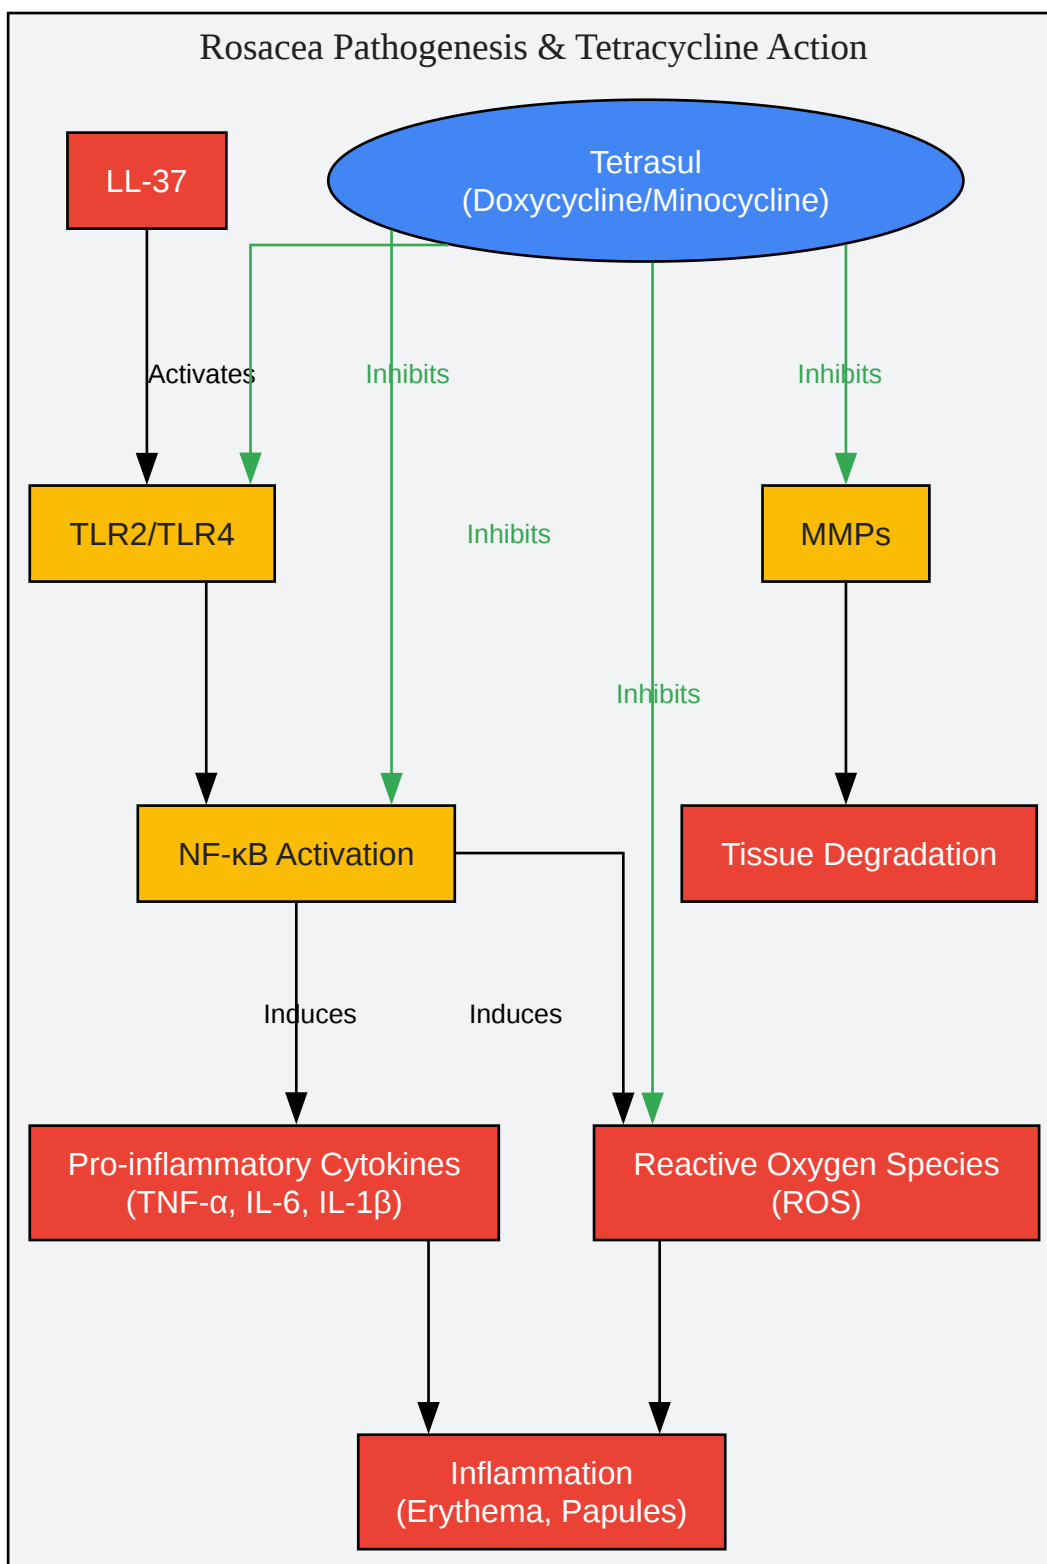 Rosacea Pathogenesis & Tetracycline Action
LL-37
Tetrasul
(Doxycycline/Minocycline)
Activates
Inhibits
Inhibits
TLR2/TLR4
Inhibits
MMPs
Inhibits
NF-κB Activation
Tissue Degradation
Induces
Induces
Pro-inflammatory Cytokines
(TNF-α, IL-6, IL-1β)
Reactive Oxygen Species
(ROS)
Inflammation
(Erythema, Papules)